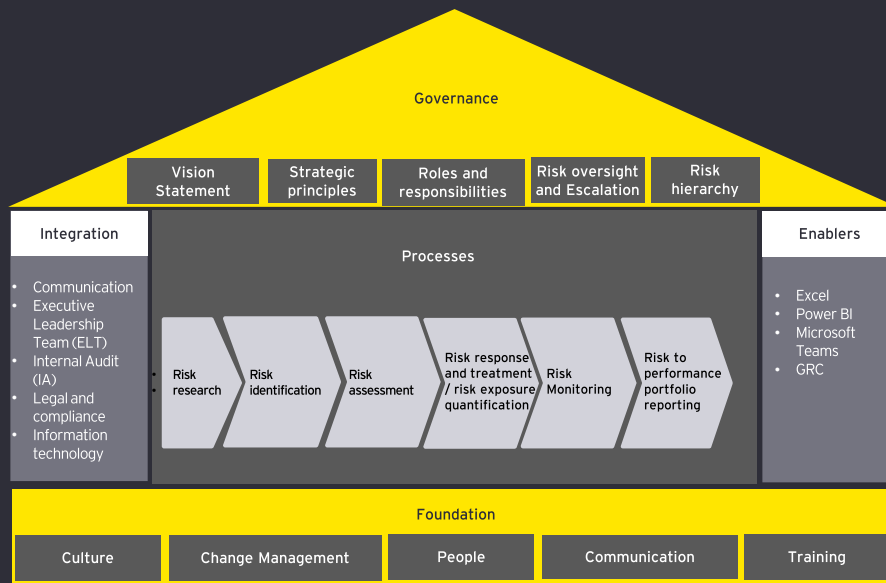 Governance
Vision
Statement
Strategic
principles
Roles and
responsibilities
Risk oversight
and Escalation
Risk
hierarchy
Integration
• Communication
• Executive
Leadership
Team (ELT)
• Internal Audit
(IA)
• Legal and
compliance
• Information
technology
Processes
• Risk
• research
Risk
identification
Risk
assessment
Risk response
and treatment
/ risk exposure
quantification
Risk
Monitoring
Risk to
performance
portfolio
reporting
Enablers
• Excel
• Power BI
• Microsoft
Teams
• GRC
Foundation
Culture
Change Management
People
Communication
Training